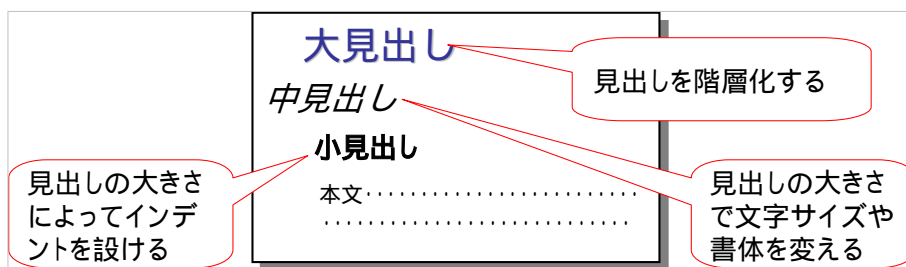 大見出し
見出しを階層化する
中見出し
小見出し
見出しの大きさ
によってインデ
ントを設ける
本文‥‥‥‥‥‥‥‥‥‥‥‥‥‥
‥‥‥‥‥‥‥‥‥‥‥‥‥‥‥
見出しの大きさ
で文字サイズや
書体を変える